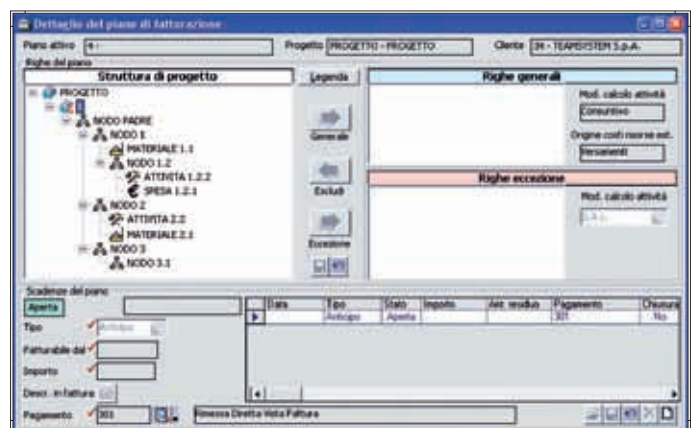 Dettaglio del piano di fatturazione
Piano attivo 4 - Progetto PROGETTO - PROGETTO Cliente 34 - TEAMSYSTEM S.p.A.
Righe del piano
Struttura di progetto Legenda Righe generali
PROGETTO
NODO PADRE
NODO 1
MATERIALE 1.1
NODO 1.2
ATTIVITA 1.2.2
SPESA 1.2.1
NODO 2
ATTIVITA 2.2
MATERIALE 2.1
NODO 3
NODO 3.1
Generale
Escludi
Eccezione
Mod. calcolo attività
Consuntivo
Origine costi risorse est.
Versamenti
Righe eccezione
Mod. calcolo attività
Scadenze del piano
Aperta
Tipo Anticipo
Fatturabile dal
Importo
Descr. in fattura
Pagamento 301 Rimessa Diretta Vista Fattura
Data Tipo Stato Importo Ant. residuo Pagamento Chiusura
Anticipo Aperta 301 No